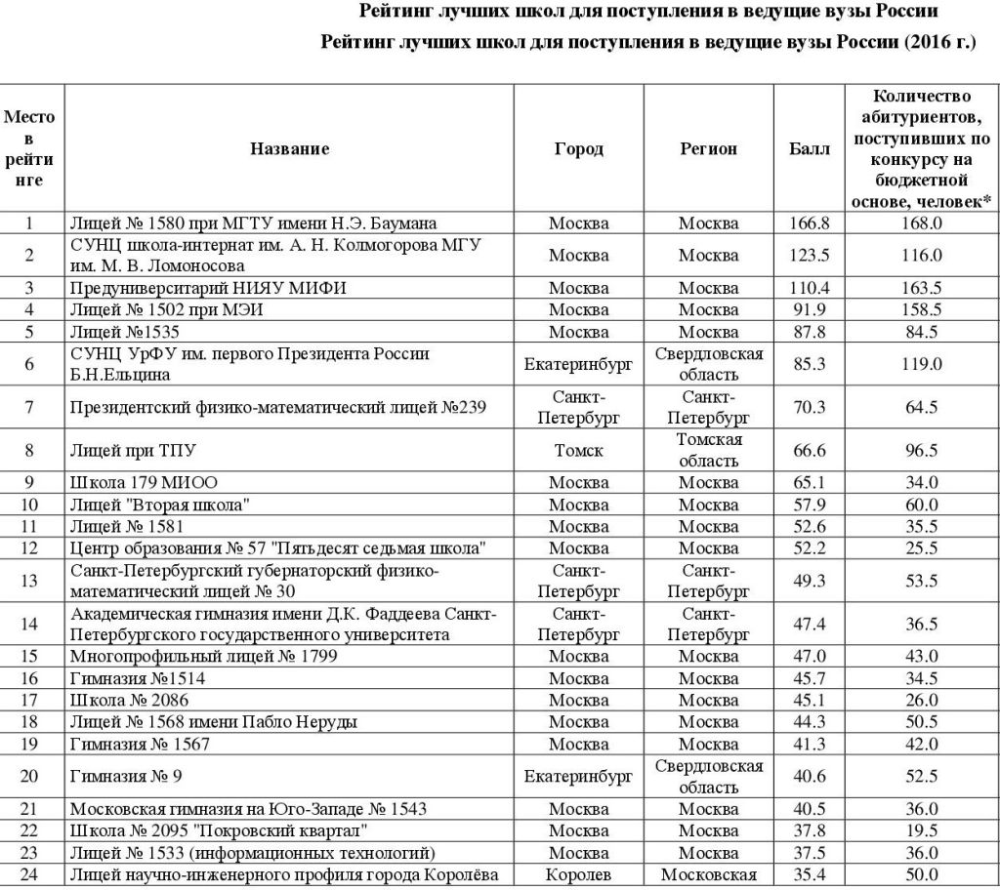 Рейтинг лучших школ для поступления в ведущие вузы России
Рейтинг лучших школ для поступления в ведущие вузы России (2016 г.)
Место в рейти нге | Название | Город | Регион | Балл | Количество абитуриентов, поступивших по конкурсу на бюджетной основе, человек*
1 | Лицей № 1580 при МГТУ имени Н.Э. Баумана | Москва | Москва | 166.8 | 168.0
2 | СУНЦ школа-интернат им. А. Н. Колмогорова МГУ им. М. В. Ломоносова | Москва | Москва | 123.5 | 116.0
3 | Предуниверситарий НИЯУ МИФИ | Москва | Москва | 110.4 | 163.5
4 | Лицей № 1502 при МЭИ | Москва | Москва | 91.9 | 158.5
5 | Лицей №1535 | Москва | Москва | 87.8 | 84.5
6 | СУНЦ УрФУ им. первого Президента России Б.Н.Ельцина | Екатеринбург | Свердловская область | 85.3 | 119.0
7 | Президентский физико-математический лицей №239 | Санкт-Петербург | Санкт-Петербург | 70.3 | 64.5
8 | Лицей при ТПУ | Томск | Томская область | 66.6 | 96.5
9 | Школа 179 МИОО | Москва | Москва | 65.1 | 34.0
10 | Лицей "Вторая школа" | Москва | Москва | 57.9 | 60.0
11 | Лицей № 1581 | Москва | Москва | 52.6 | 35.5
12 | Центр образования № 57 "Пятьдесят седьмая школа" | Москва | Москва | 52.2 | 25.5
13 | Санкт-Петербургский губернаторский физико-математический лицей № 30 | Санкт-Петербург | Санкт-Петербург | 49.3 | 53.5
14 | Академическая гимназия имени Д.К. Фаддеева Санкт-Петербургского государственного университета | Санкт-Петербург | Санкт-Петербург | 47.4 | 36.5
15 | Многопрофильный лицей № 1799 | Москва | Москва | 47.0 | 43.0
16 | Гимназия №1514 | Москва | Москва | 45.7 | 34.5
17 | Школа № 2086 | Москва | Москва | 45.1 | 26.0
18 | Лицей № 1568 имени Пабло Неруды | Москва | Москва | 44.3 | 50.5
19 | Гимназия № 1567 | Москва | Москва | 41.3 | 42.0
20 | Гимназия № 9 | Екатеринбург | Свердловская область | 40.6 | 52.5
21 | Московская гимназия на Юго-Западе № 1543 | Москва | Москва | 40.5 | 36.0
22 | Школа № 2095 "Покровский квартал" | Москва | Москва | 37.8 | 19.5
23 | Лицей № 1533 (информационных технологий) | Москва | Москва | 37.5 | 36.0
24 | Лицей научно-инженерного профиля города Королёва | Королев | Московская | 35.4 | 50.0